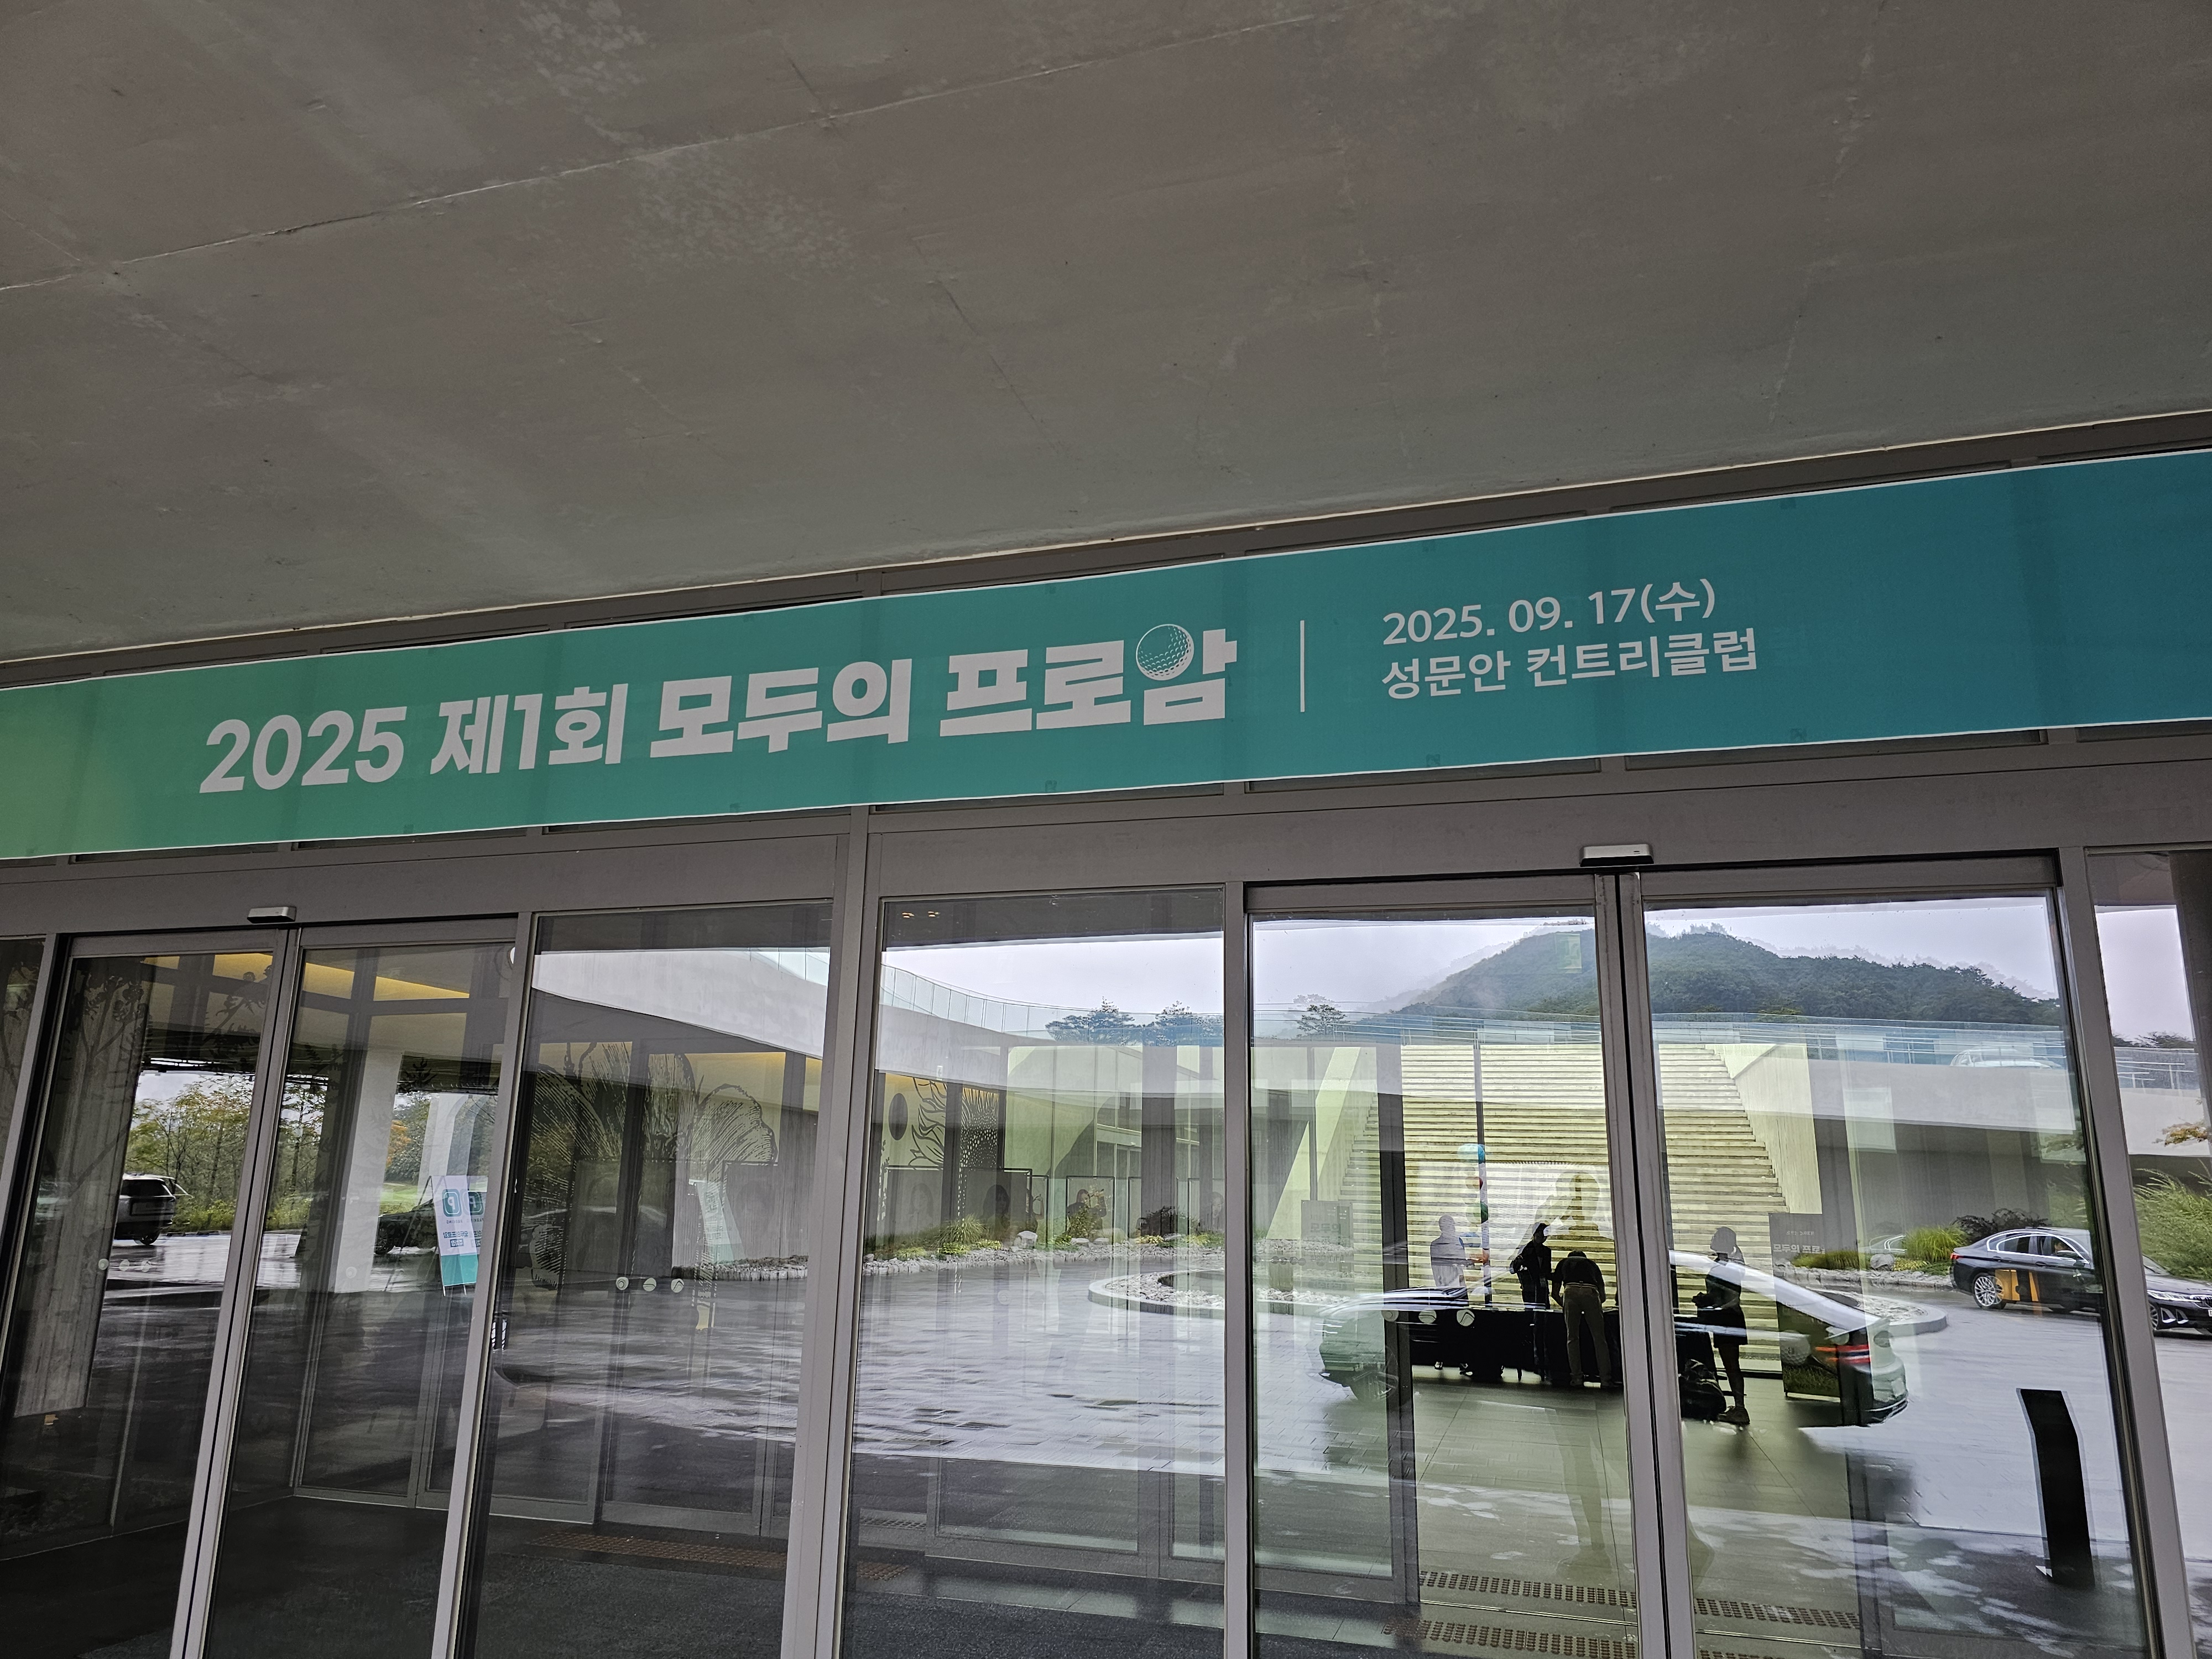 2025 제1회 모두의 프로암
2025. 09. 17(수)
성문안 컨트리클럽